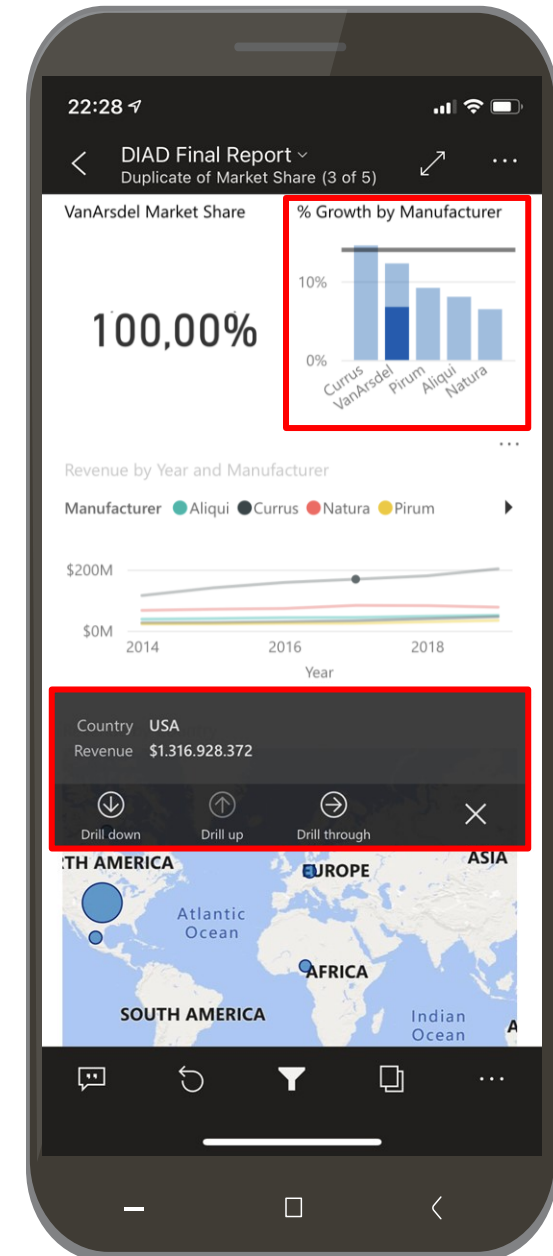 22:28
DIAD Final Report
Duplicate of Market Share (3 of 5)
...
VanArsdel Market Share
100,00%
% Growth by Manufacturer
10%
0%
Currus
VanArsdel
Pirum
Aliqui
Natura
...
Revenue by Year and Manufacturer
Manufacturer Aliqui Currus Natura Pirum
$200M
$0M
2014 2016 2018
Year
Country USA
Revenue $1.316.928.372
Drill down Drill up Drill through
TH AMERICA
EUROPE
ASIA
Atlantic
Ocean
AFRICA
SOUTH AMERICA
Indian
Ocean
A
...